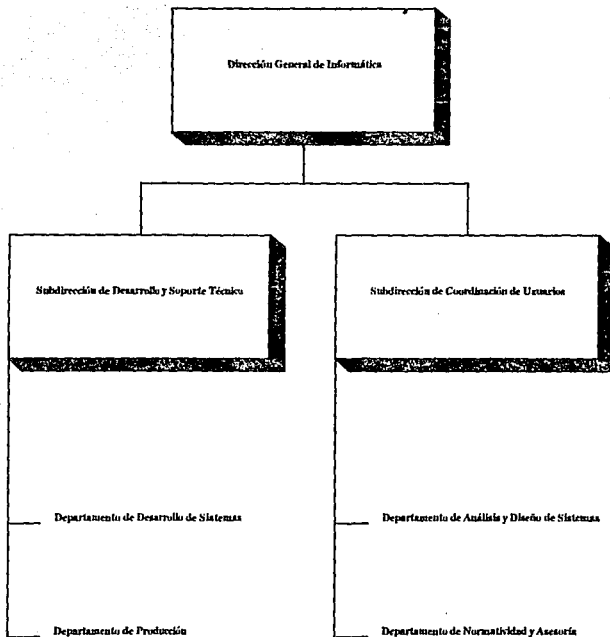 Dirección General de Informática
Subdirección de Desarrollo y Soporte Técnico
Subdirección de Coordinación de Usuarios
Departamento de Desarrollo de Sistemas
Departamento de Análisis y Diseño de Sistemas
Departamento de Producción
Departamento de Normatividad y Asesoría